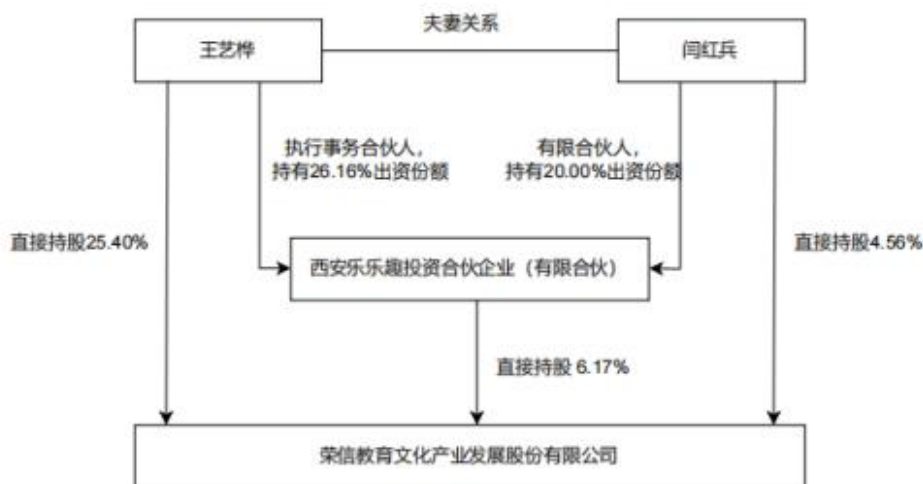 夫妻关系
王艺桦
闫红兵
执行事务合伙人，
持有26.16%出资份额
有限合伙人，
持有20.00%出资份额
直接持股25.40%
直接持股4.56%
西安乐乐趣投资合伙企业（有限合伙）
直接持股 6.17%
荣信教育文化产业发展股份有限公司